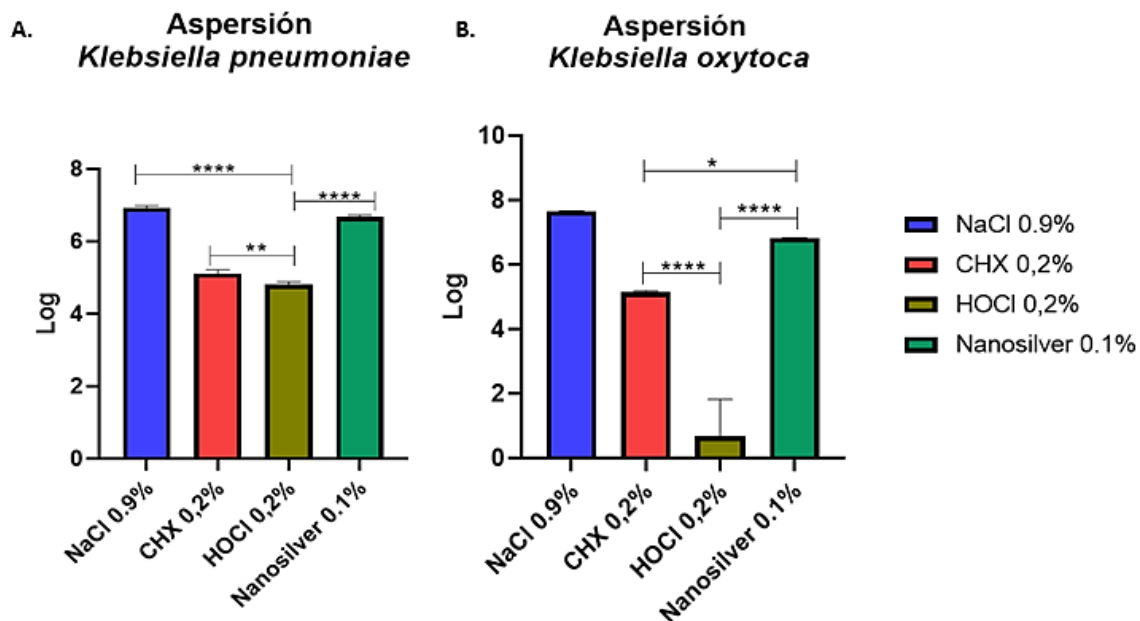 A.
Aspersión
Klebsiella pneumoniae
Log
8
6
4
2
0
****
****
**
NaCl 0.9%
CHX 0,2%
HOCl 0,2%
Nanosilver 0.1%
B.
Aspersión
Klebsiella oxytoca
Log
10
8
6
4
2
0
*
****
****
NaCl 0.9%
CHX 0,2%
HOCl 0,2%
Nanosilver 0.1%
NaCl 0.9%
CHX 0,2%
HOCl 0,2%
Nanosilver 0.1%